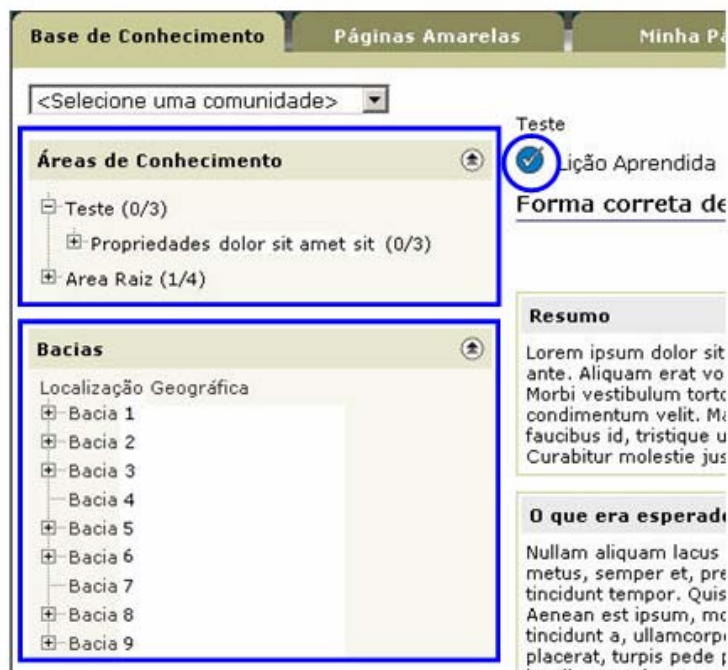 Base de Conhecimento
Páginas Amarelas
Minha
<Selecione uma comunidade>
Áreas de Conhecimento
Teste (0/3)
Propriedades dolor sit amet sit (0/3)
Area Raiz (1/4)
Bacias
Localização Geográfica
Bacia 1
Bacia 2
Bacia 3
Bacia 4
Bacia 5
Bacia 6
Bacia 7
Bacia 8
Bacia 9
Teste
Lição Aprendida
Forma correta de
Resumo
Lorem ipsum dolor sit
ante. Aliquam erat vo
Morbi vestibulum torto
condimentum velit. Ma
faucibus id, tristique u
Curabitur molestie jus
O que era esperado
Nullam aliquam lacus
metus, semper et, pre
tincidunt tempor. Quis
Aenean est ipsum, mo
tincidunt a, ullamcorpe
placerat, turpis pede